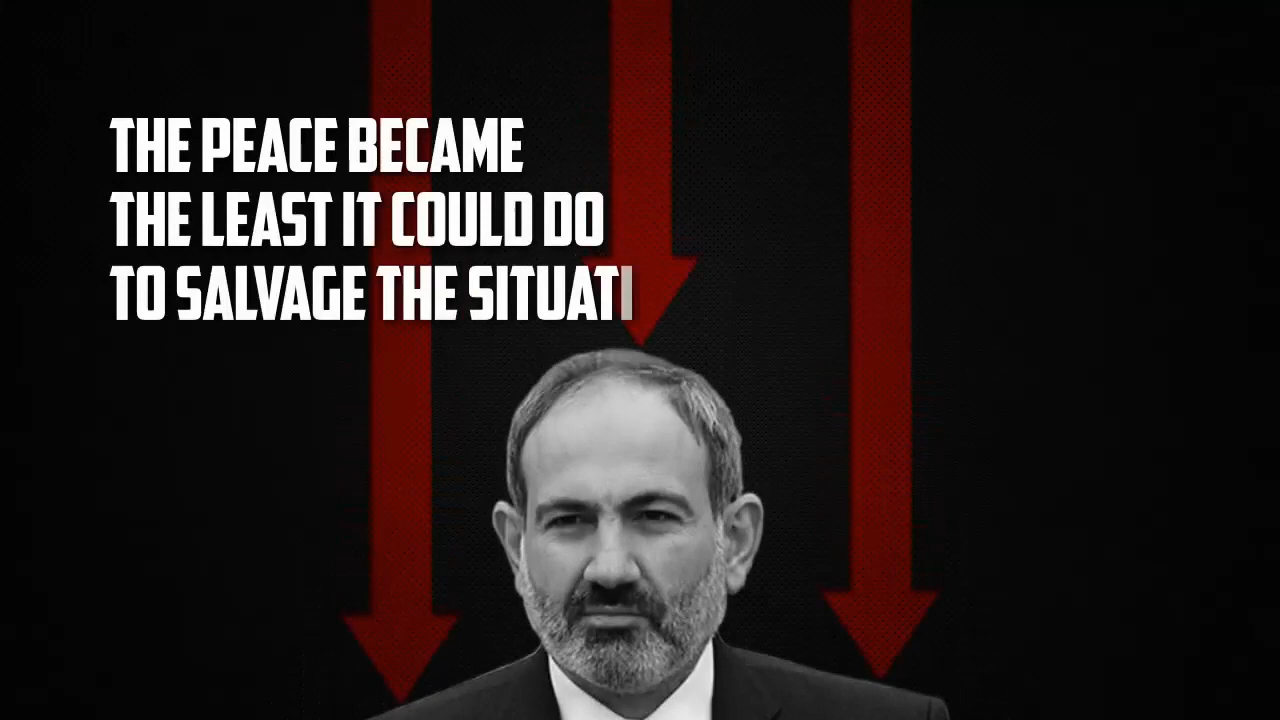 THE PEACE BECAME
THE LEAST IT COULD DO
TO SALVAGE THE SITUATI